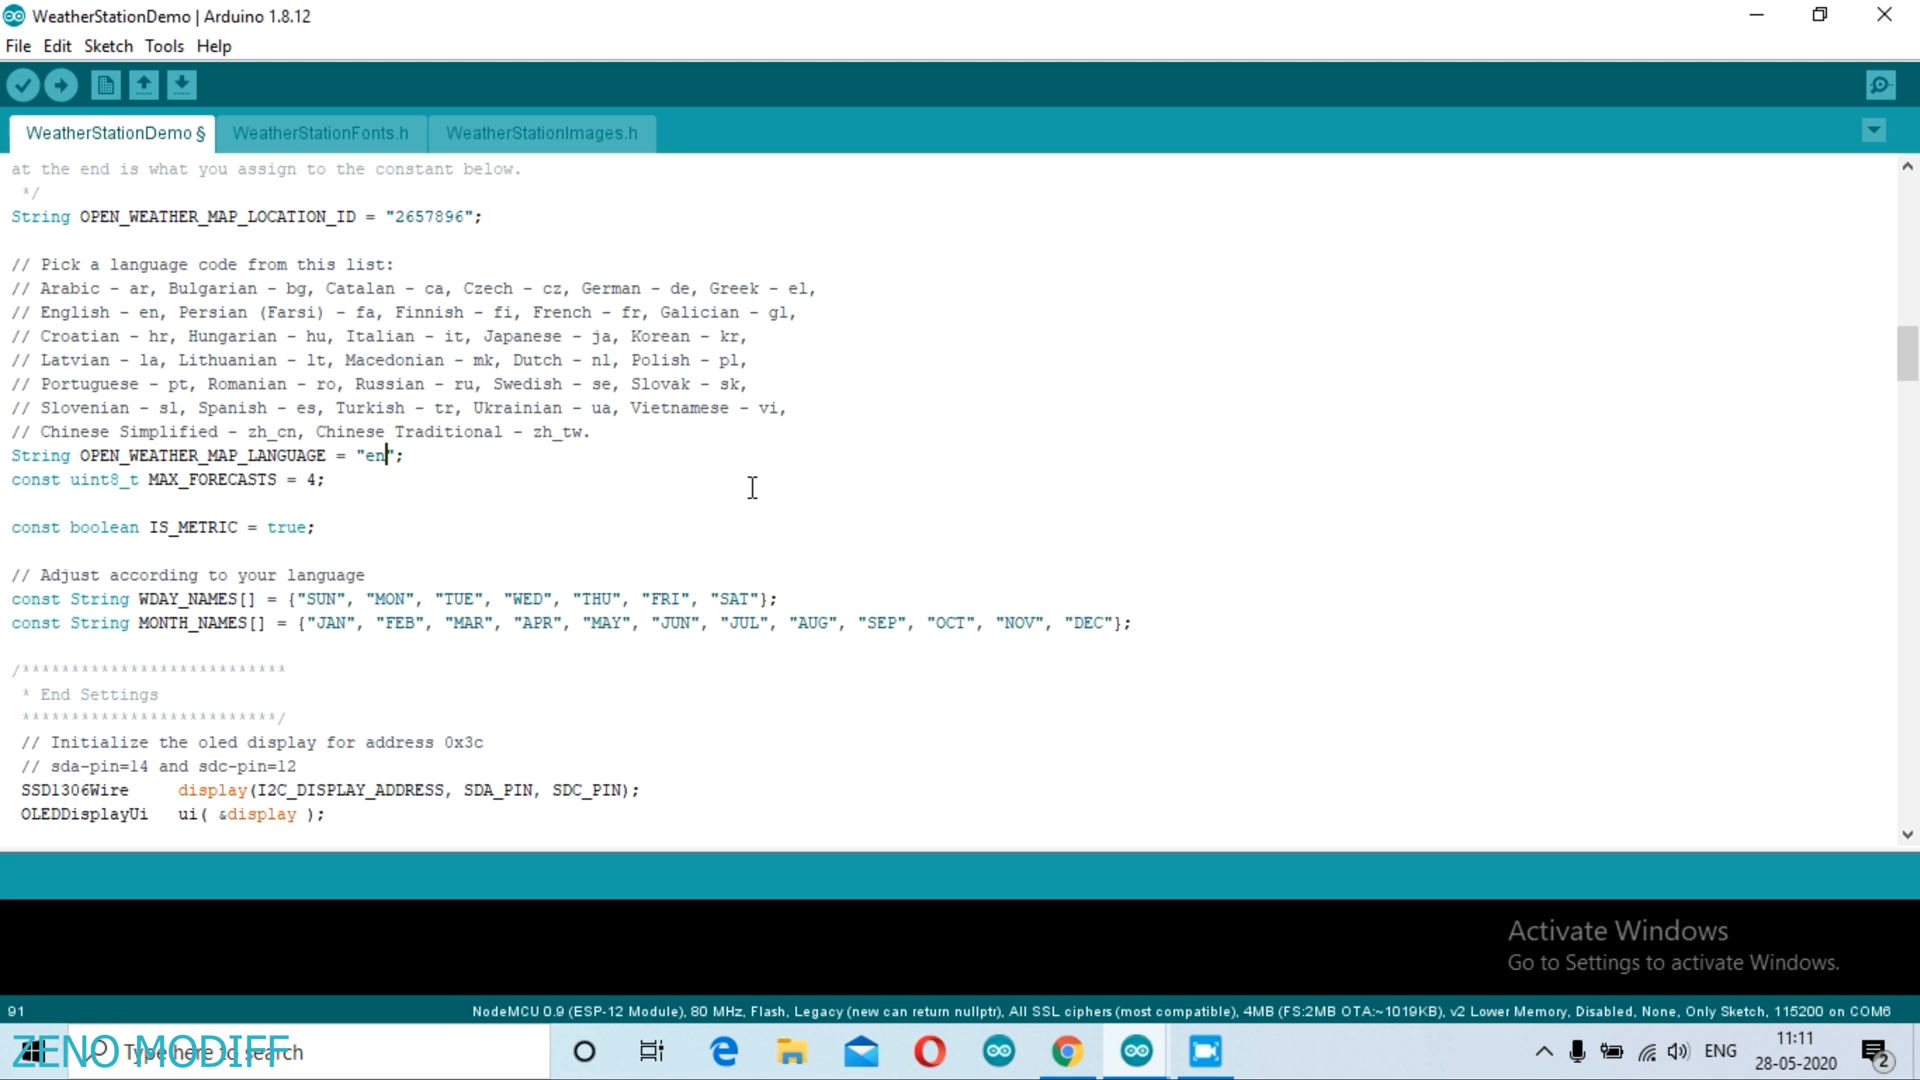 WeatherStationDemo | Arduino 1.8.12
File Edit Sketch Tools Help
WeatherStationDemo § WeatherStationFonts.h WeatherStationImages.h
at the end is what you assign to the constant below.
*/
String OPEN_WEATHER_MAP_LOCATION_ID = "2657896";
// Pick a language code from this list:
// Arabic - ar, Bulgarian - bg, Catalan - ca, Czech - cz, German - de, Greek - el,
// English - en, Persian (Farsi) - fa, Finnish - fi, French - fr, Galician - gl,
// Croatian - hr, Hungarian - hu, Italian - it, Japanese - ja, Korean - kr,
// Latvian - la, Lithuanian - lt, Macedonian - mk, Dutch - nl, Polish - pl,
// Portuguese - pt, Romanian - ro, Russian - ru, Swedish - se, Slovak - sk,
// Slovenian - sl, Spanish - es, Turkish - tr, Ukrainian - ua, Vietnamese - vi,
// Chinese Simplified - zh_cn, Chinese Traditional - zh_tw.
String OPEN_WEATHER_MAP_LANGUAGE = "en";
const uint8_t MAX_FORECASTS = 4;
const boolean IS_METRIC = true;
// Adjust according to your language
const String WDAY_NAMES[] = {"SUN", "MON", "TUE", "WED", "THU", "FRI", "SAT"};
const String MONTH_NAMES[] = {"JAN", "FEB", "MAR", "APR", "MAY", "JUN", "JUL", "AUG", "SEP", "OCT", "NOV", "DEC"};
/***************************
* End Settings
**************************/
// Initialize the oled display for address 0x3c
// sda-pin=14 and sdc-pin=12
SSD1306Wire display(I2C_DISPLAY_ADDRESS, SDA_PIN, SDC_PIN);
OLEDDisplayUi ui( &display );
Activate Windows
Go to Settings to activate Windows.
91 NodeMCU 0.9 (ESP-12 Module), 80 MHz, Flash, Legacy (new can return nullptr), All SSL ciphers (most compatible), 4MB (FS:2MB OTA:~1019KB), v2 Lower Memory, Disabled, None, Only Sketch, 115200 on COM6
ZENO MODIFF
Type here to search
ENG
11:11
28-05-2020
2